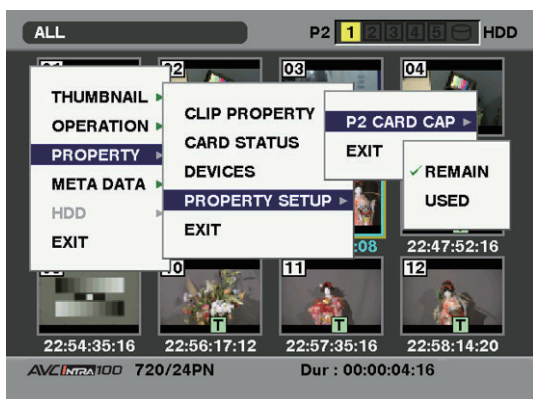 ALL
P2 1 2 3 4 5 HDD
02
03
04
THUMBNAIL
OPERATION
PROPERTY
META DATA
HDD
EXIT
CLIP PROPERTY
CARD STATUS
DEVICES
PROPERTY SETUP
EXIT
P2 CARD CAP
EXIT
✓ REMAIN
USED
:08
22:47:52:16
10
11
12
T
T
T
22:54:35:16
22:56:17:12
22:57:35:16
22:58:14:20
AVC INTRA 100 720/24PN
Dur : 00:00:04:16